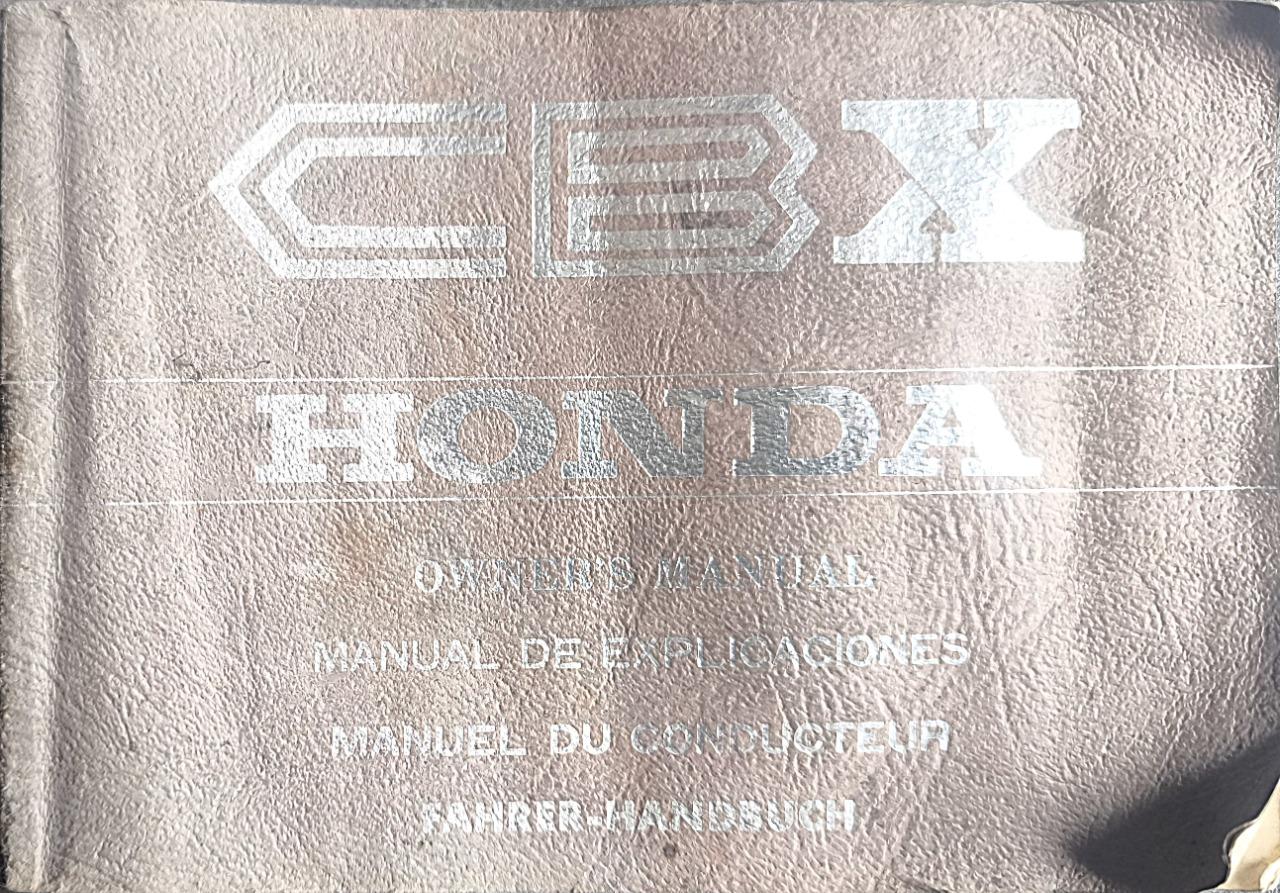 CBX
HONDA
OWNER'S MANUAL
MANUAL DE EXPLICACIONES
MANUEL DU CONDUCTEUR
FAHRER-HANDBUCH